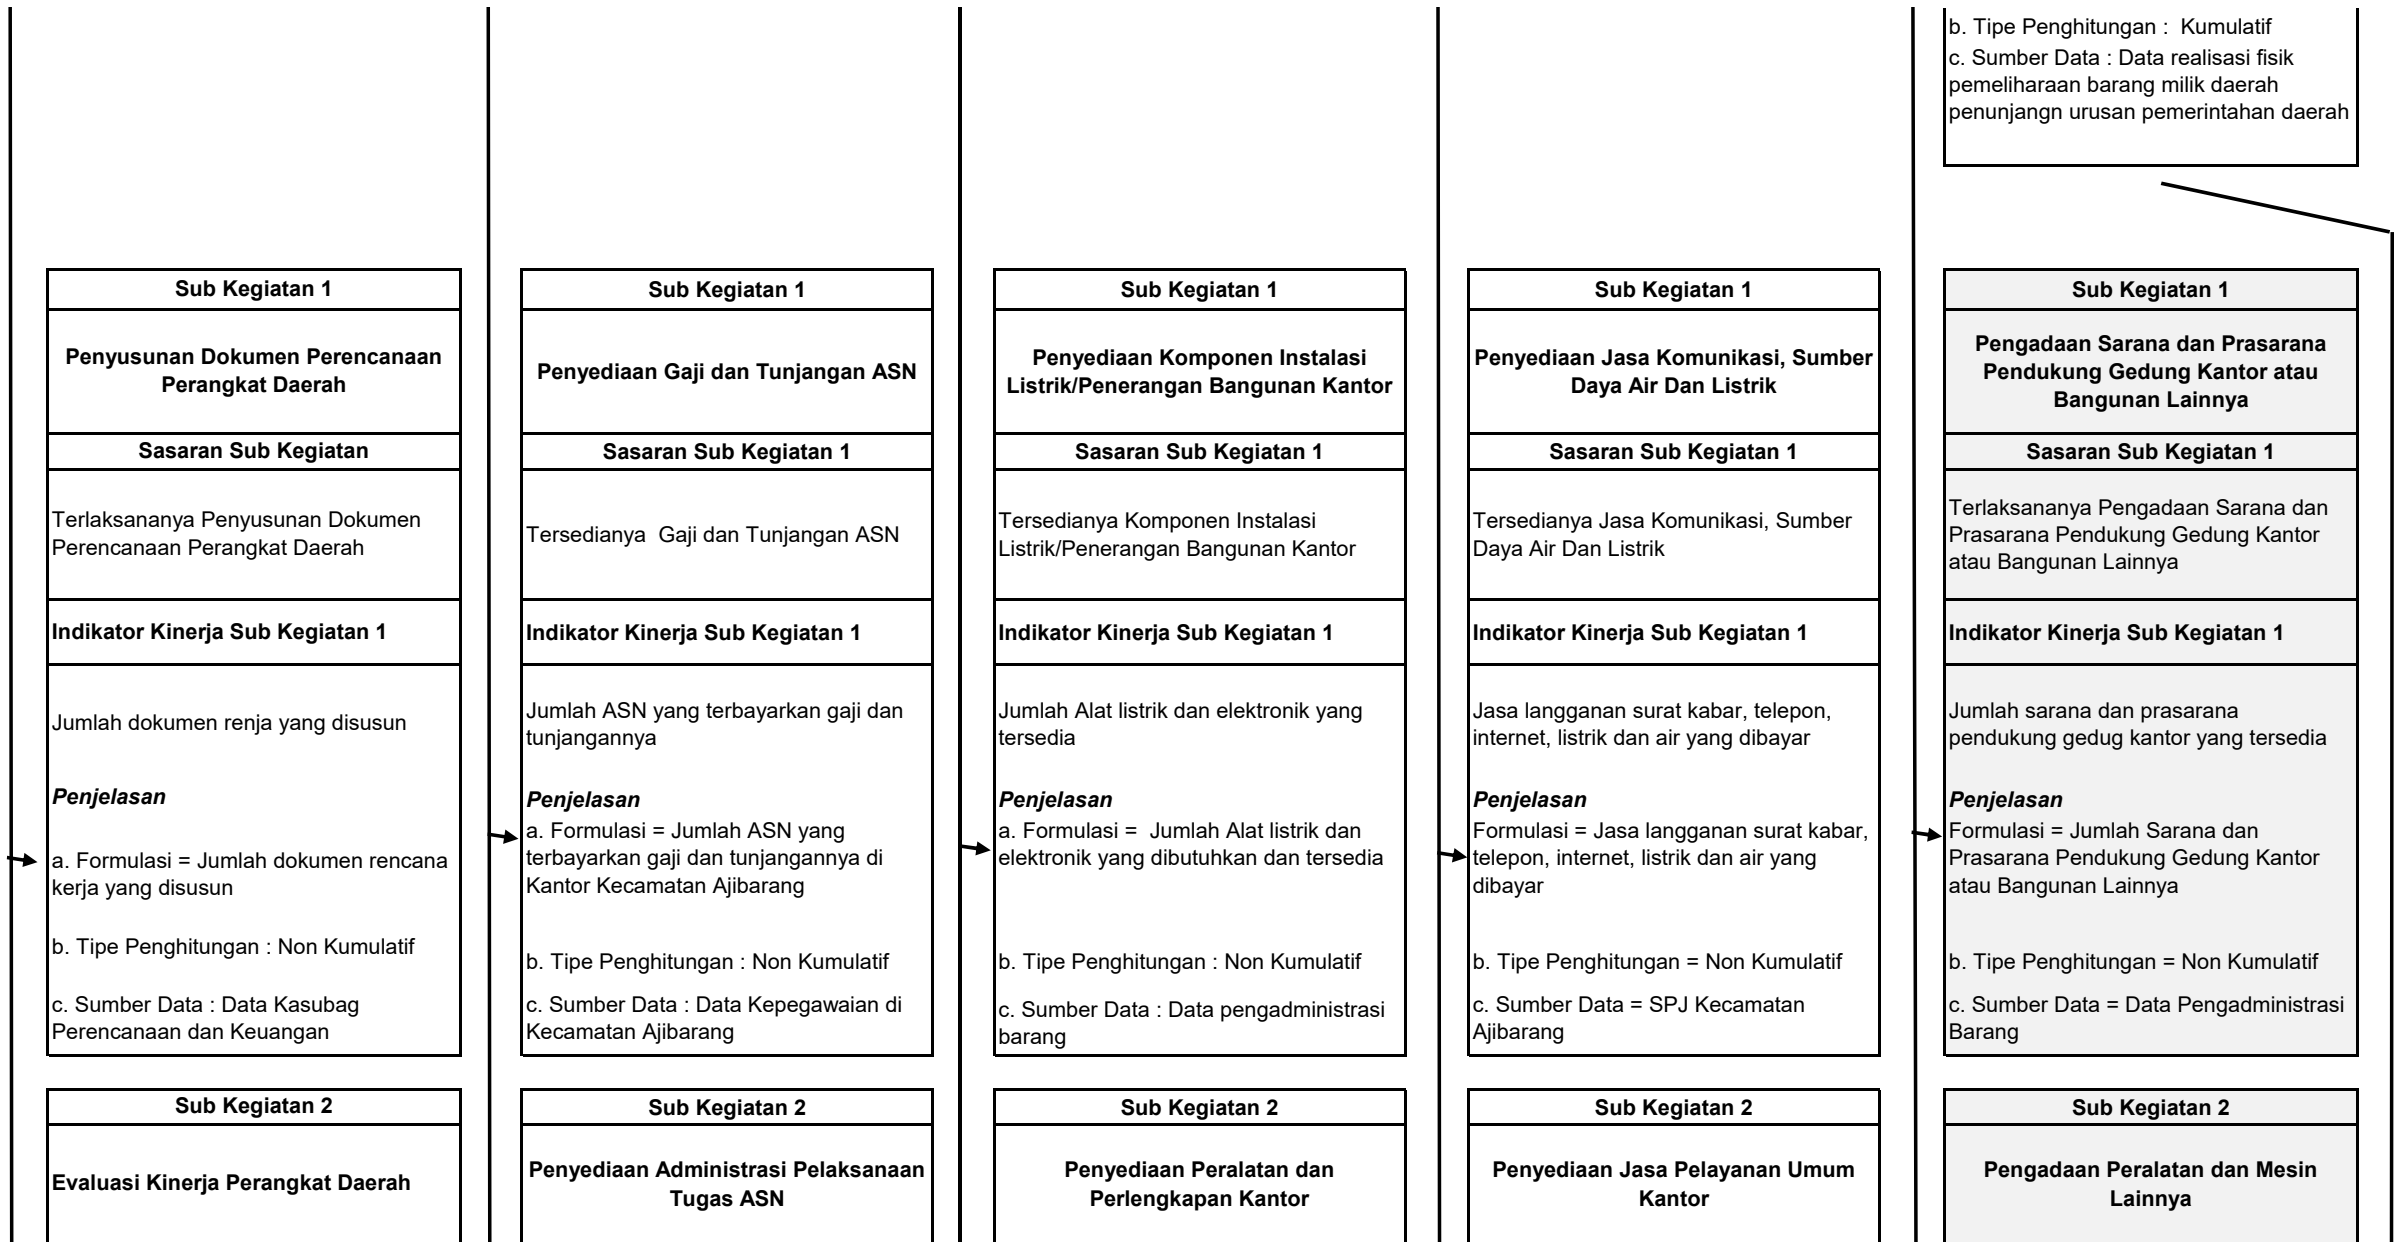 b. Tipe Penghitungan :  Kumulatif
c. Sumber Data : Data realisasi fisik
pemeliharaan barang milik daerah
penunjangn urusan pemerintahan daerah
Sub Kegiatan 1
Penyusunan Dokumen Perencanaan
Perangkat Daerah
Sasaran Sub Kegiatan
Terlaksananya Penyusunan Dokumen
Perencanaan Perangkat Daerah
Indikator Kinerja Sub Kegiatan 1
Jumlah dokumen renja yang disusun
Penjelasan
a. Formulasi = Jumlah dokumen rencana
kerja yang disusun
b. Tipe Penghitungan : Non Kumulatif
c. Sumber Data : Data Kasubag
Perencanaan dan Keuangan
Sub Kegiatan 2
Evaluasi Kinerja Perangkat Daerah
Sub Kegiatan 1
Penyediaan Gaji dan Tunjangan ASN
Sasaran Sub Kegiatan 1
Tersedianya  Gaji dan Tunjangan ASN
Indikator Kinerja Sub Kegiatan 1
Jumlah ASN yang terbayarkan gaji dan
tunjangannya
Penjelasan
a. Formulasi = Jumlah ASN yang
terbayarkan gaji dan tunjangannya di
Kantor Kecamatan Ajibarang
b. Tipe Penghitungan : Non Kumulatif
c. Sumber Data : Data Kepegawaian di
Kecamatan Ajibarang
Sub Kegiatan 2
Penyediaan Administrasi Pelaksanaan
Tugas ASN
Sub Kegiatan 1
Penyediaan Komponen Instalasi
Listrik/Penerangan Bangunan Kantor
Sasaran Sub Kegiatan 1
Tersedianya Komponen Instalasi
Listrik/Penerangan Bangunan Kantor
Indikator Kinerja Sub Kegiatan 1
Jumlah Alat listrik dan elektronik yang
tersedia
Penjelasan
a. Formulasi =  Jumlah Alat listrik dan
elektronik yang dibutuhkan dan tersedia
b. Tipe Penghitungan : Non Kumulatif
c. Sumber Data : Data pengadministrasi
barang
Sub Kegiatan 2
Penyediaan Peralatan dan
Perlengkapan Kantor
Sub Kegiatan 1
Penyediaan Jasa Komunikasi, Sumber
Daya Air Dan Listrik
Sasaran Sub Kegiatan 1
Tersedianya Jasa Komunikasi, Sumber
Daya Air Dan Listrik
Indikator Kinerja Sub Kegiatan 1
Jasa langganan surat kabar, telepon,
internet, listrik dan air yang dibayar
Penjelasan
Formulasi = Jasa langganan surat kabar,
telepon, internet, listrik dan air yang
dibayar
b. Tipe Penghitungan = Non Kumulatif
c. Sumber Data = SPJ Kecamatan
Ajibarang
Sub Kegiatan 2
Penyediaan Jasa Pelayanan Umum
Kantor
Sub Kegiatan 1
Pengadaan Sarana dan Prasarana
Pendukung Gedung Kantor atau
Bangunan Lainnya
Sasaran Sub Kegiatan 1
Terlaksananya Pengadaan Sarana dan
Prasarana Pendukung Gedung Kantor
atau Bangunan Lainnya
Indikator Kinerja Sub Kegiatan 1
Jumlah sarana dan prasarana
pendukung gedug kantor yang tersedia
Penjelasan
Formulasi = Jumlah Sarana dan
Prasarana Pendukung Gedung Kantor
atau Bangunan Lainnya
b. Tipe Penghitungan = Non Kumulatif
c. Sumber Data = Data Pengadministrasi
Barang
Sub Kegiatan 2
Pengadaan Peralatan dan Mesin
Lainnya